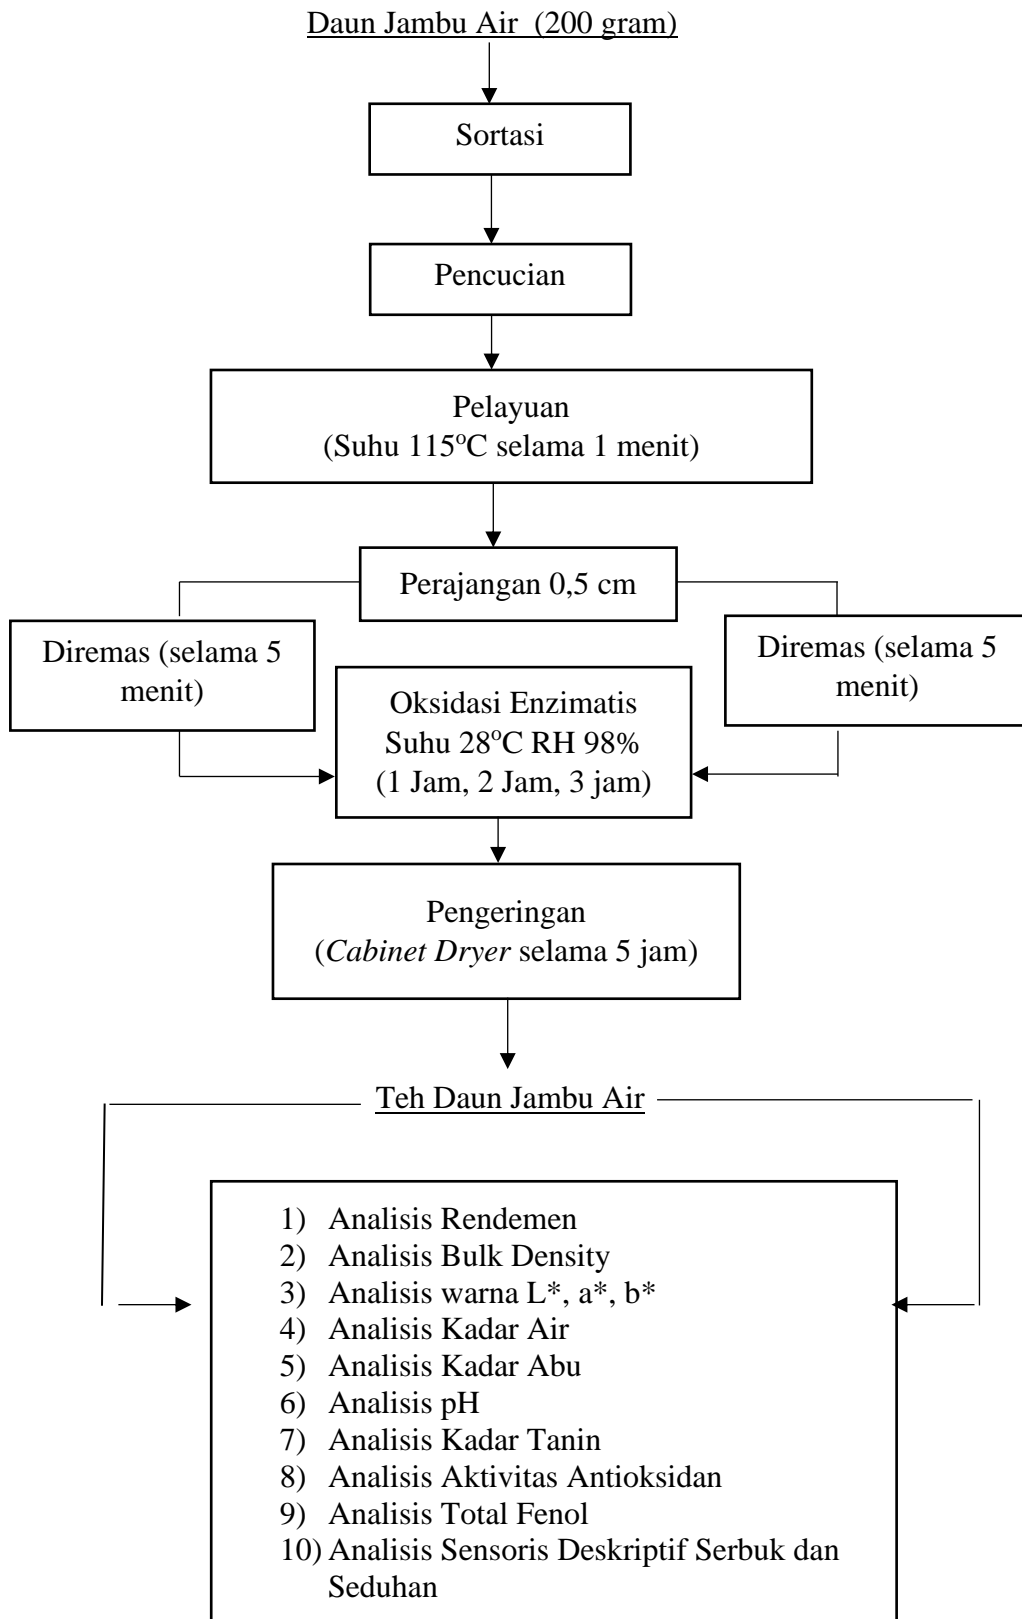 Daun Jambu Air (200 gram)
Sortasi
Pencucian
Pelayuan
(Suhu 115°C selama 1 menit)
Perajangan 0,5 cm
Diremas (selama 5
menit)
Diremas (selama 5
menit)
Oksidasi Enzimatis
Suhu 28°C RH 98%
(1 Jam, 2 Jam, 3 jam)
Pengeringan
(Cabinet Dryer selama 5 jam)
Teh Daun Jambu Air
1) Analisis Rendemen
2) Analisis Bulk Density
3) Analisis warna L*, a*, b*
4) Analisis Kadar Air
5) Analisis Kadar Abu
6) Analisis pH
7) Analisis Kadar Tanin
8) Analisis Aktivitas Antioksidan
9) Analisis Total Fenol
10) Analisis Sensoris Deskriptif Serbuk dan
Seduhan